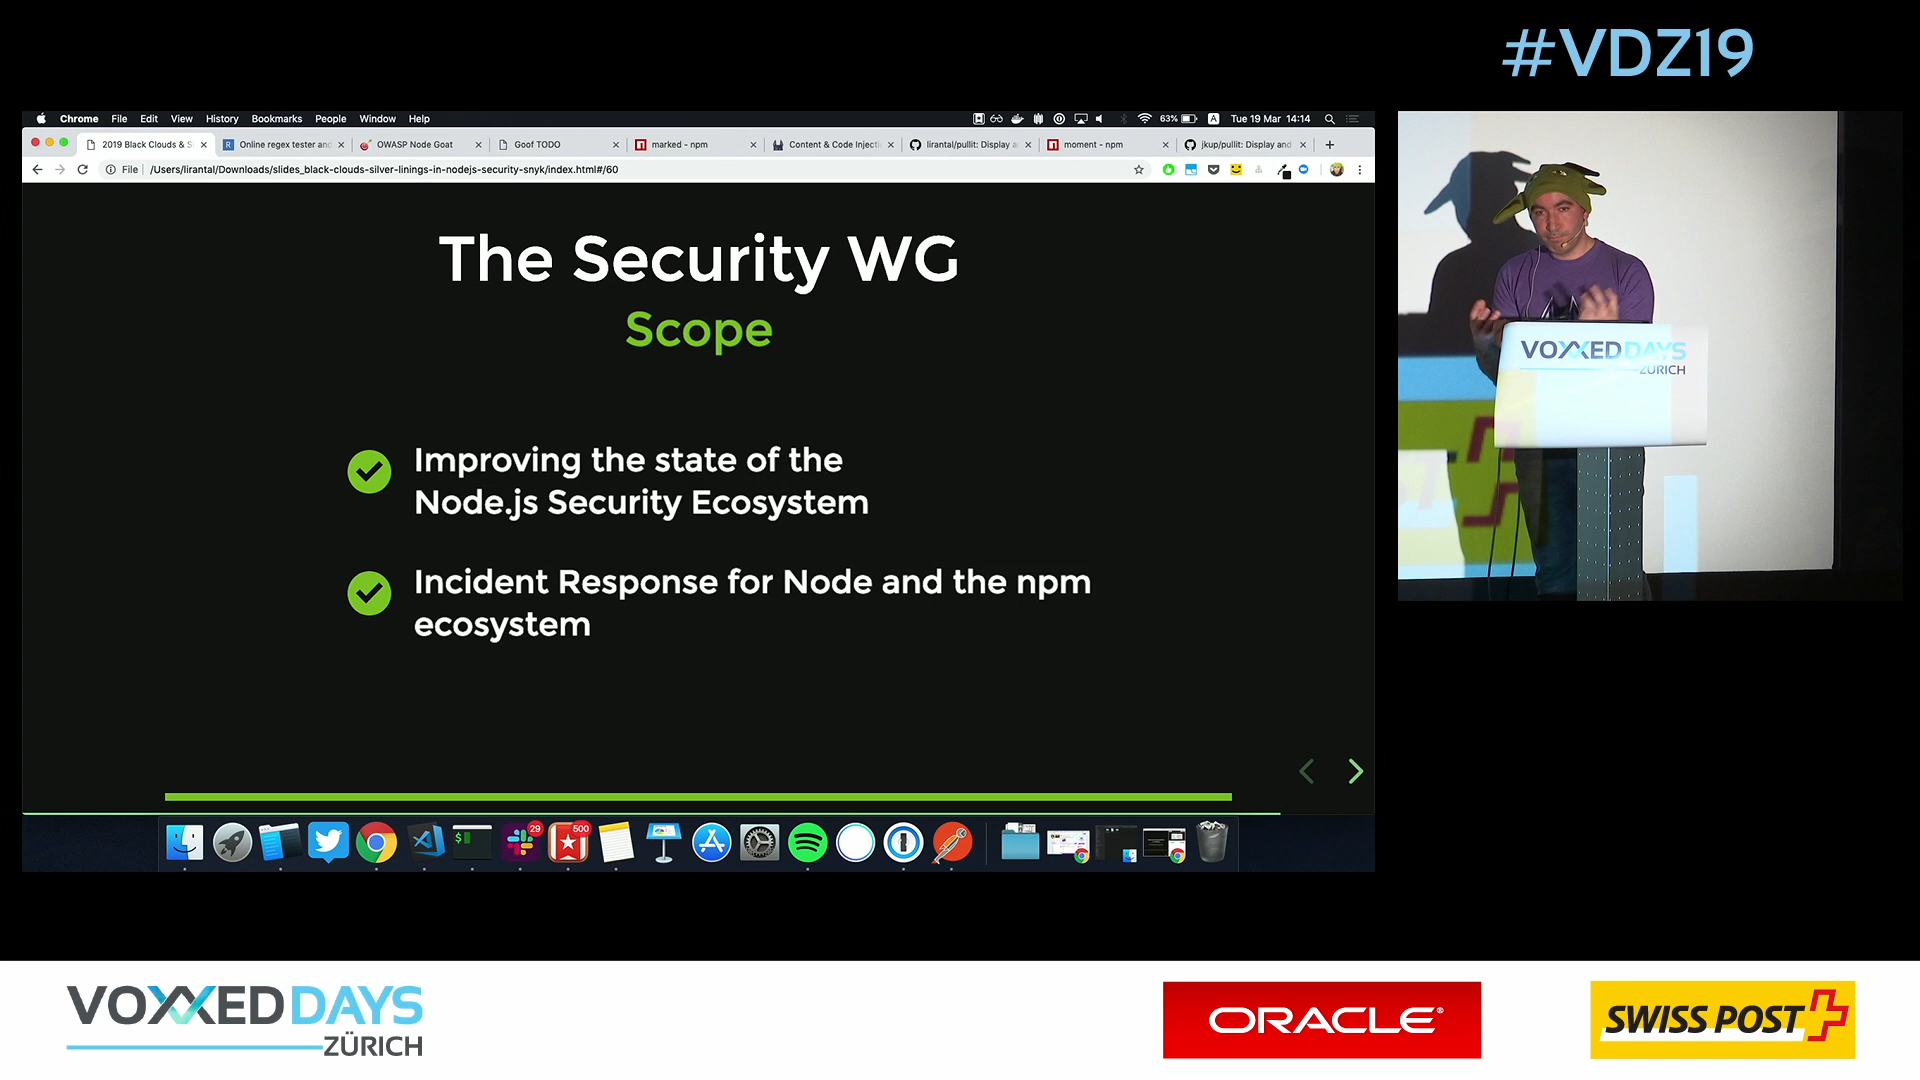 #VDZ19
Chrome File Edit View History Bookmarks People Window Help
63% A Tue 19 Mar 14:14
2019 Black Clouds & S
Online regex tester and
OWASP Node Goat
Goof TODO
marked - npm
Content & Code Injecti
lirantal/pullit: Display a
moment - npm
jkup/pullit: Display and
File /Users/lirantal/Downloads/slides_black-clouds-silver-linings-in-nodejs-security-snyk/index.html#/60
The Security WG
Scope
Improving the state of the
Node.js Security Ecosystem
Incident Response for Node and the npm
ecosystem
29
500
VOXXED DAYS
ZÜRICH
VOXXED DAYS
ZÜRICH
ORACLE®
SWISS POST